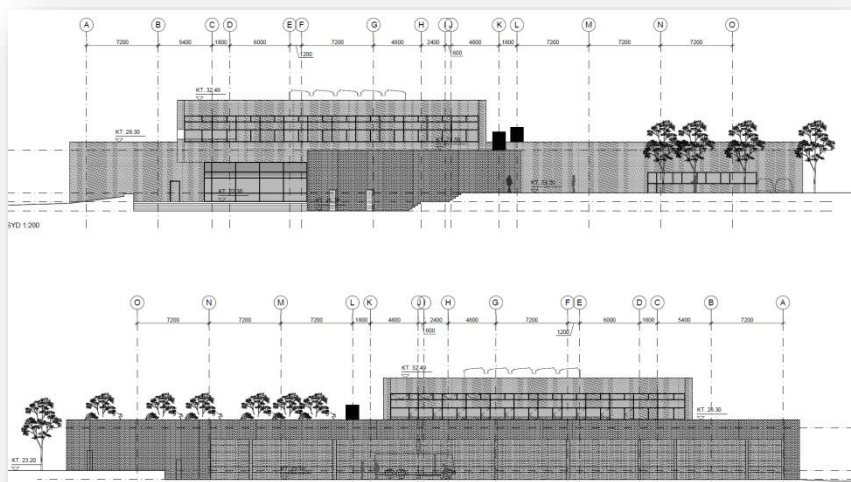 A B C D E F G H I J K L M N O
7200 5400 1800 6000 7200 4800 2400 4800 1800 7200 7200 7200
1200 600
KT. 32.49
KT. 28.30
SYD 1:200
O N M L K J I H G F E D C B A
7200 7200 7200 1800 4800 2400 4800 7200 6000 1800 5400 7200
600 1200
KT. 32.49
KT. 28.30
KT. 23.20